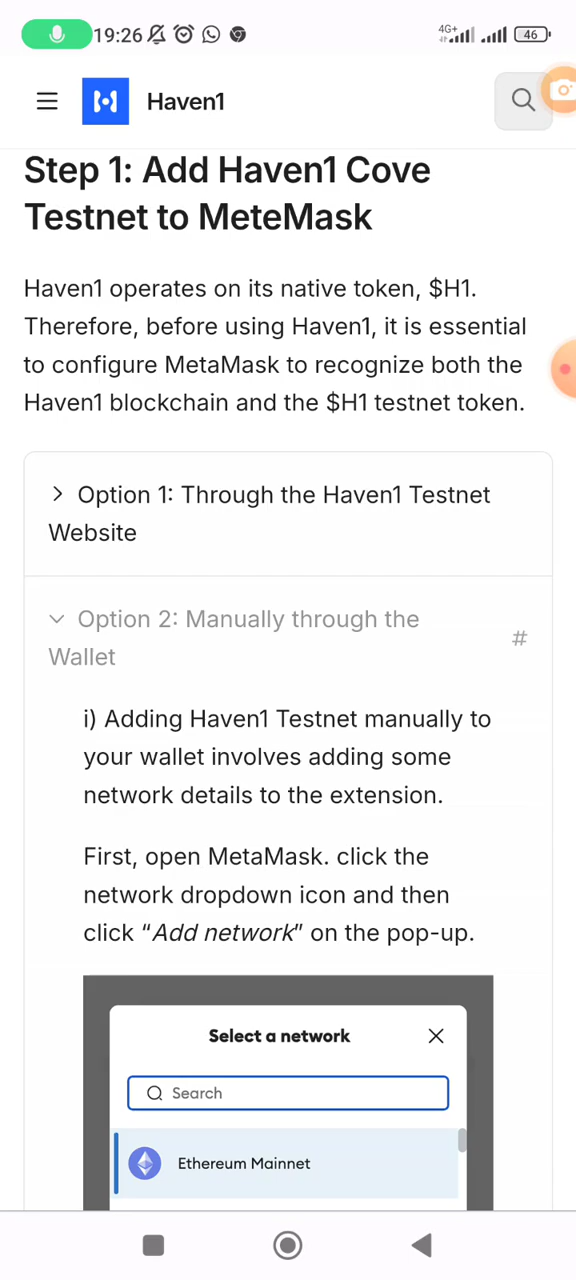 19:26
4G+
46
Haven1
Step 1: Add Haven1 Cove
Testnet to MeteMask
Haven1 operates on its native token, $H1.
Therefore, before using Haven1, it is essential
to configure MetaMask to recognize both the
Haven1 blockchain and the $H1 testnet token.
Option 1: Through the Haven1 Testnet
Website
Option 2: Manually through the
Wallet
#
i) Adding Haven1 Testnet manually to
your wallet involves adding some
network details to the extension.
First, open MetaMask. click the
network dropdown icon and then
click “Add network” on the pop-up.
Select a network
Search
Ethereum Mainnet